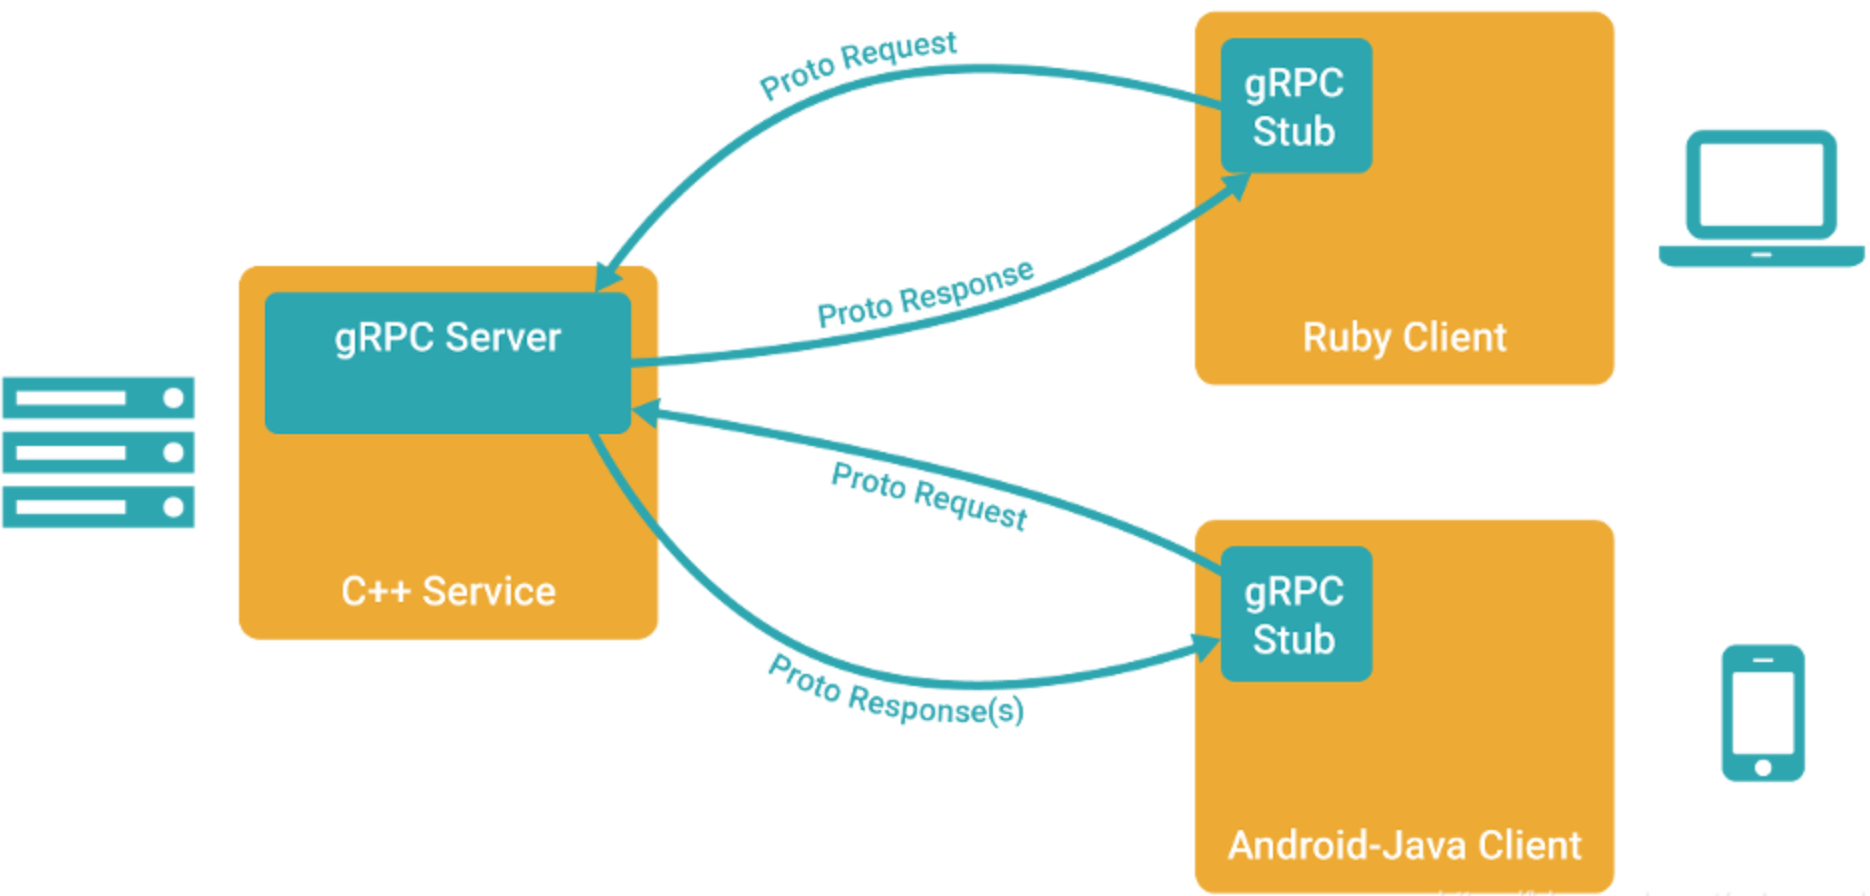 Proto Request
gRPC
Stub
Proto Response
Ruby Client
gRPC Server
C++ Service
Proto Request
gRPC
Stub
Proto Response(s)
Android-Java Client